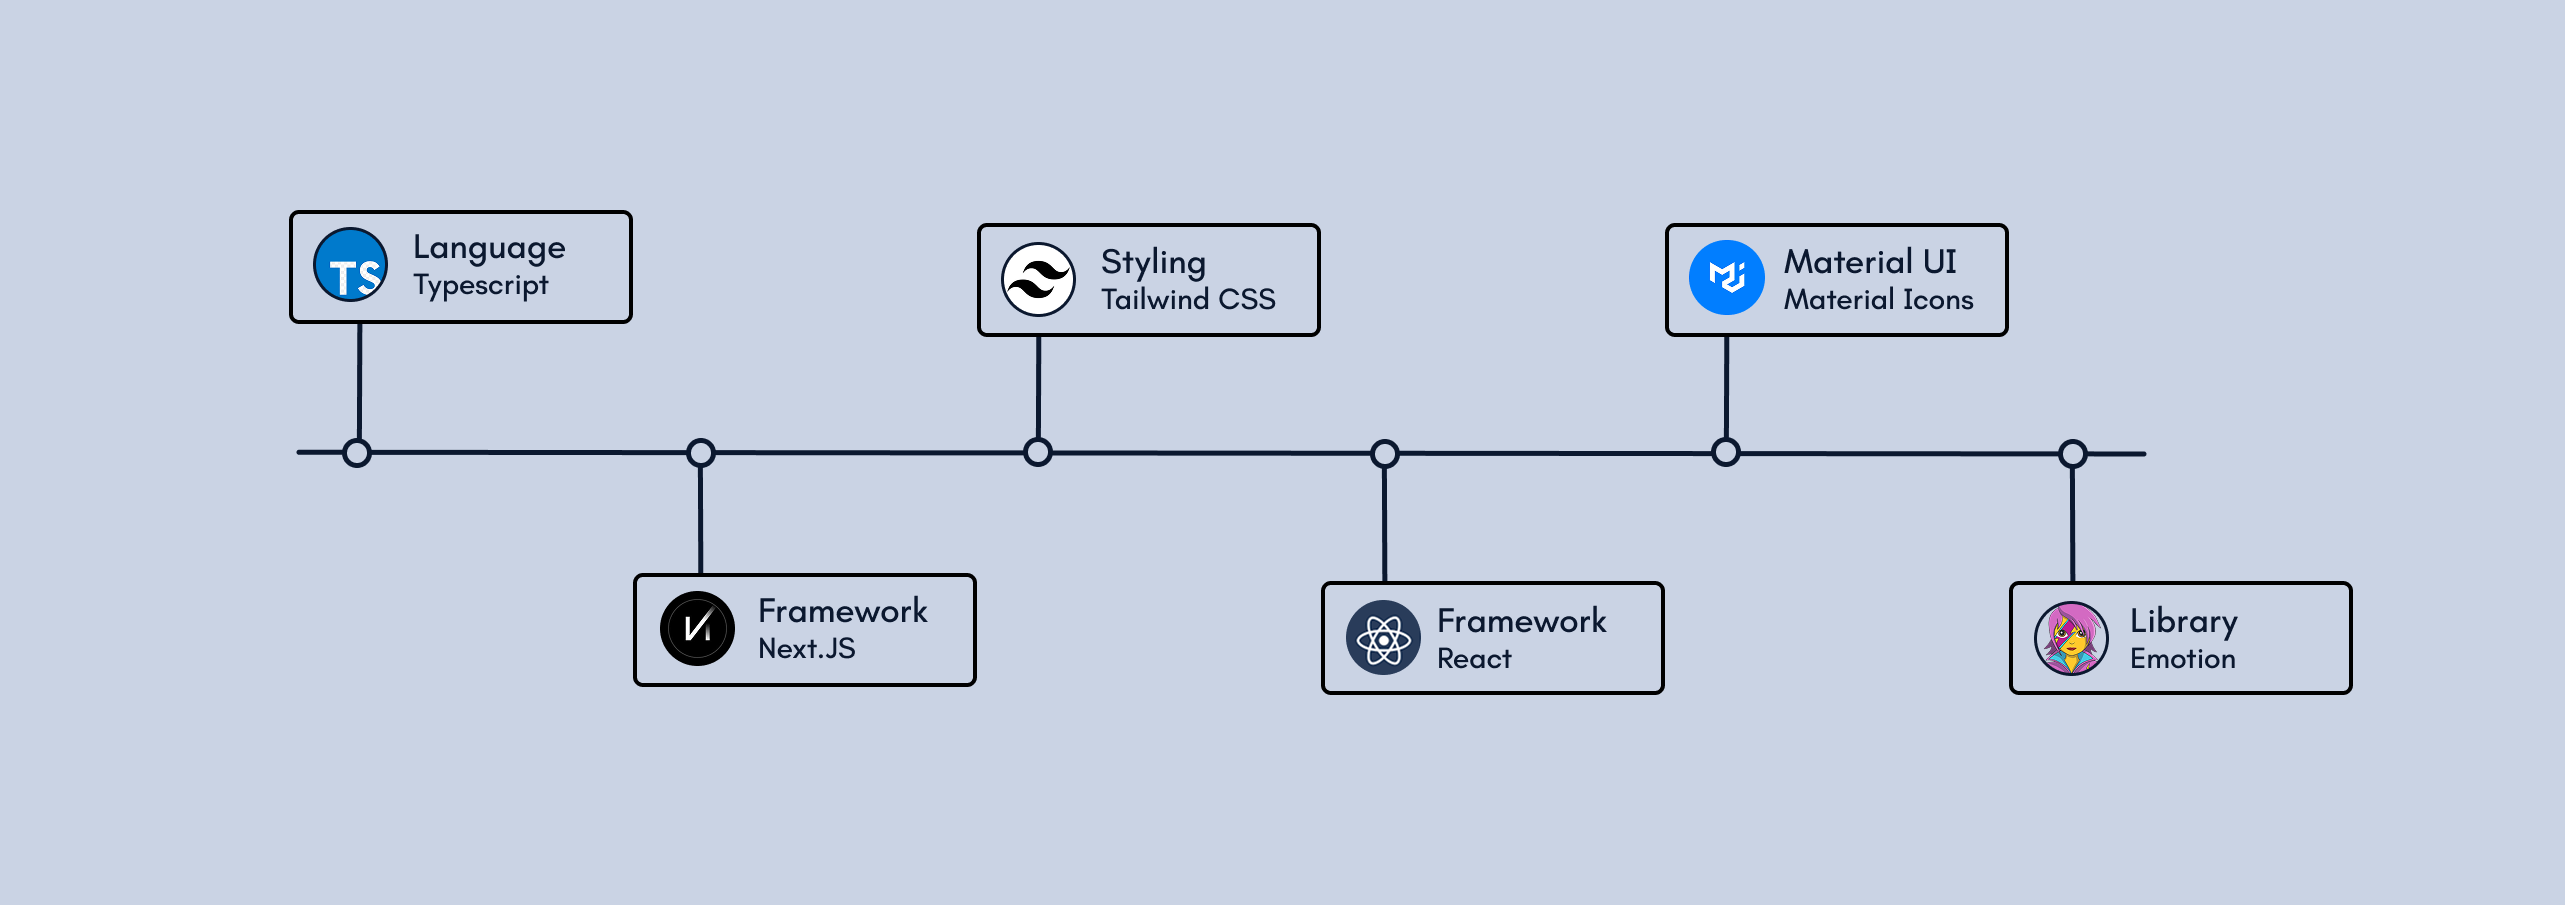 TS
Language
Typescript
Framework
Next.JS
Styling
Tailwind CSS
Framework
React
Material UI
Material Icons
Library
Emotion